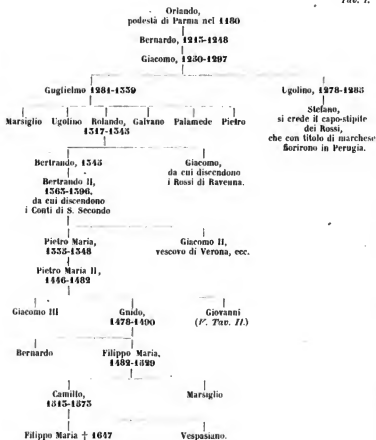 Tav. I.
Orlando,
podestà di Parma nel 1180
Bernardo, 1215-1248
Giacomo, 1250-1297
Guglielmo 1281-1339
Ugolino, 1278-1285
Marsiglio Ugolino Rolando, Galvano Palamede Pietro
1317-1345
Stefano,
si crede il capo-stipite
dei Rossi,
che con titolo di marchese
fiorirono in Perugia.
Bertrando, 1345
Giacomo,
da cui discendono
i Rossi di Ravenna.
Bertrando II,
1365-1396,
da cui discendono
i Conti di S. Secondo
Pietro Maria,
1335-1348
Giacomo II,
vescovo di Verona, ecc.
Pietro Maria II,
1446-1482
Giacomo III
Guido,
1478-1490
Giovanni
(V. Tav. II.)
Bernardo
Filippo Maria,
1482-1529
Camillo,
1515-1575
Marsiglio
Filippo Maria † 1647
Vespasiano.